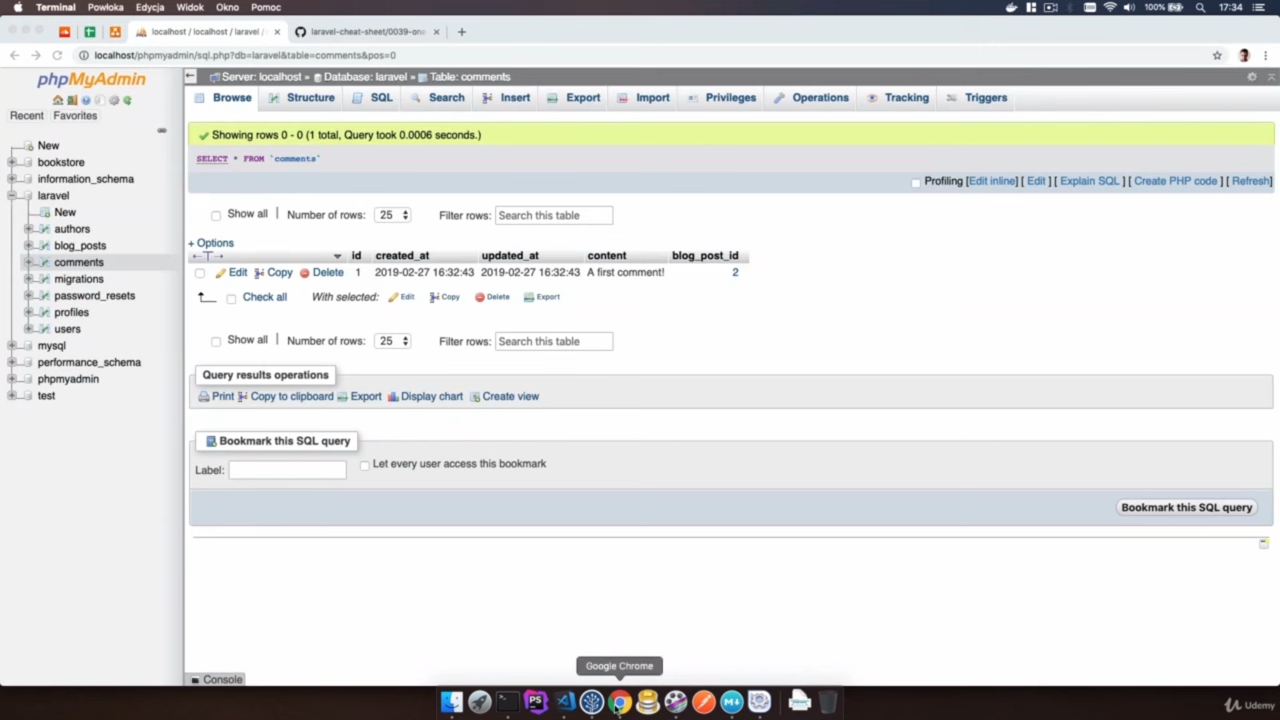 Terminal Powłoka Edycja Widok Okno Pomoc 100% 17:34
localhost / localhost / laravel / laravel-cheat-sheet/0039-one
localhost/phpmyadmin/sql.php?db=laravel&table=comments&pos=0
phpMyAdmin
Recent Favorites
New
bookstore
information_schema
laravel
New
authors
blog_posts
comments
migrations
password_resets
profiles
users
mysql
performance_schema
phpmyadmin
test
Server: localhost » Database: laravel » Table: comments
Browse Structure SQL Search Insert Export Import Privileges Operations Tracking Triggers
Showing rows 0 - 0 (1 total, Query took 0.0006 seconds.)
SELECT * FROM `comments`
Profiling [Edit inline] [ Edit ] [ Explain SQL ] [ Create PHP code ] [ Refresh]
Show all Number of rows: 25 Filter rows: Search this table
+ Options
←T→ id created_at updated_at content blog_post_id
Edit Copy Delete 1 2019-02-27 16:32:43 2019-02-27 16:32:43 A first comment! 2
Check all With selected: Edit Copy Delete Export
Show all Number of rows: 25 Filter rows: Search this table
Query results operations
Print Copy to clipboard Export Display chart Create view
Bookmark this SQL query
Label: Let every user access this bookmark
Bookmark this SQL query
Console
Google Chrome
PS
M+
Udemy